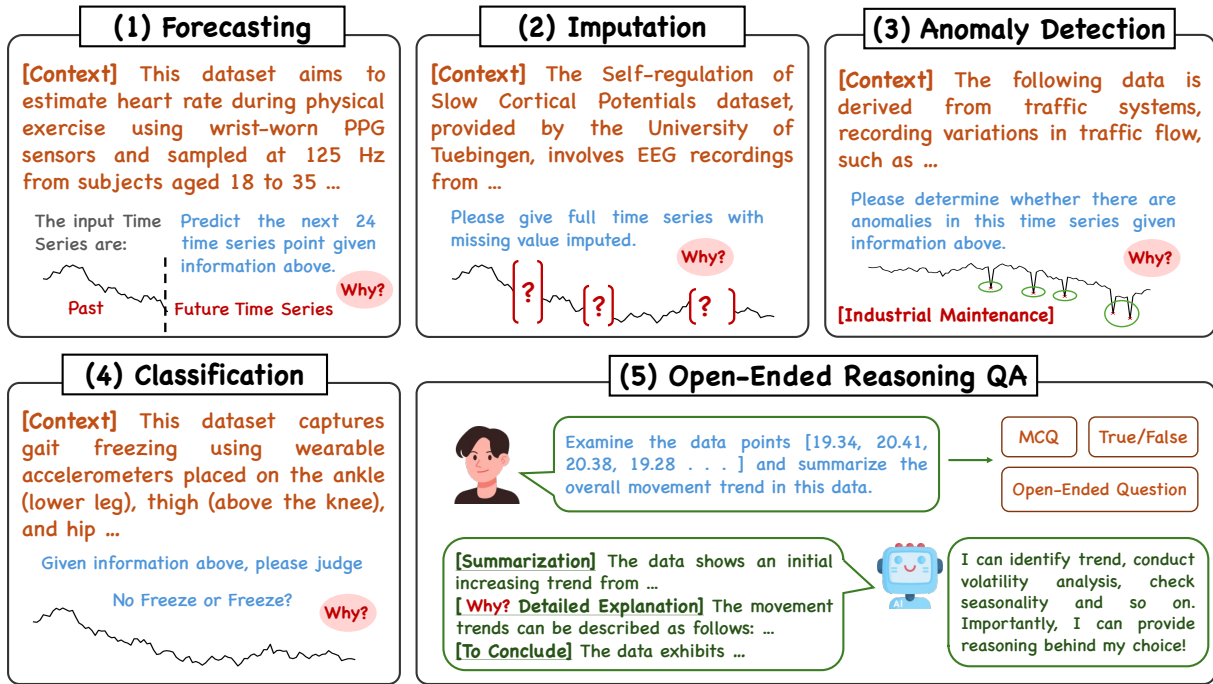 (1) Forecasting
[Context] This dataset aims to
estimate heart rate during physical
exercise using wrist-worn PPG
sensors and sampled at 125 Hz
from subjects aged 18 to 35 ...
The input Time
Series are:
Predict the next 24
time series point given
information above.
Why?
Past
Future Time Series
(2) Imputation
[Context] The Self-regulation of
Slow Cortical Potentials dataset,
provided by the University of
Tuebingen, involves EEG recordings
from ...
Please give full time series with
missing value imputed.
Why?
? ? ?
(3) Anomaly Detection
[Context] The following data is
derived from traffic systems,
recording variations in traffic flow,
such as ...
Please determine whether there are
anomalies in this time series given
information above.
Why?
[Industrial Maintenance]
(4) Classification
[Context] This dataset captures
gait freezing using wearable
accelerometers placed on the ankle
(lower leg), thigh (above the knee),
and hip ...
Given information above, please judge
No Freeze or Freeze?
Why?
(5) Open-Ended Reasoning QA
Examine the data points [19.34, 20.41,
20.38, 19.28 . . . ] and summarize the
overall movement trend in this data.
MCQ
True/False
Open-Ended Question
[Summarization] The data shows an initial
increasing trend from ...
[ Why? Detailed Explanation] The movement
trends can be described as follows: ...
[To Conclude] The data exhibits ...
AI
I can identify trend, conduct
volatility analysis, check
seasonality and so on.
Importantly, I can provide
reasoning behind my choice!